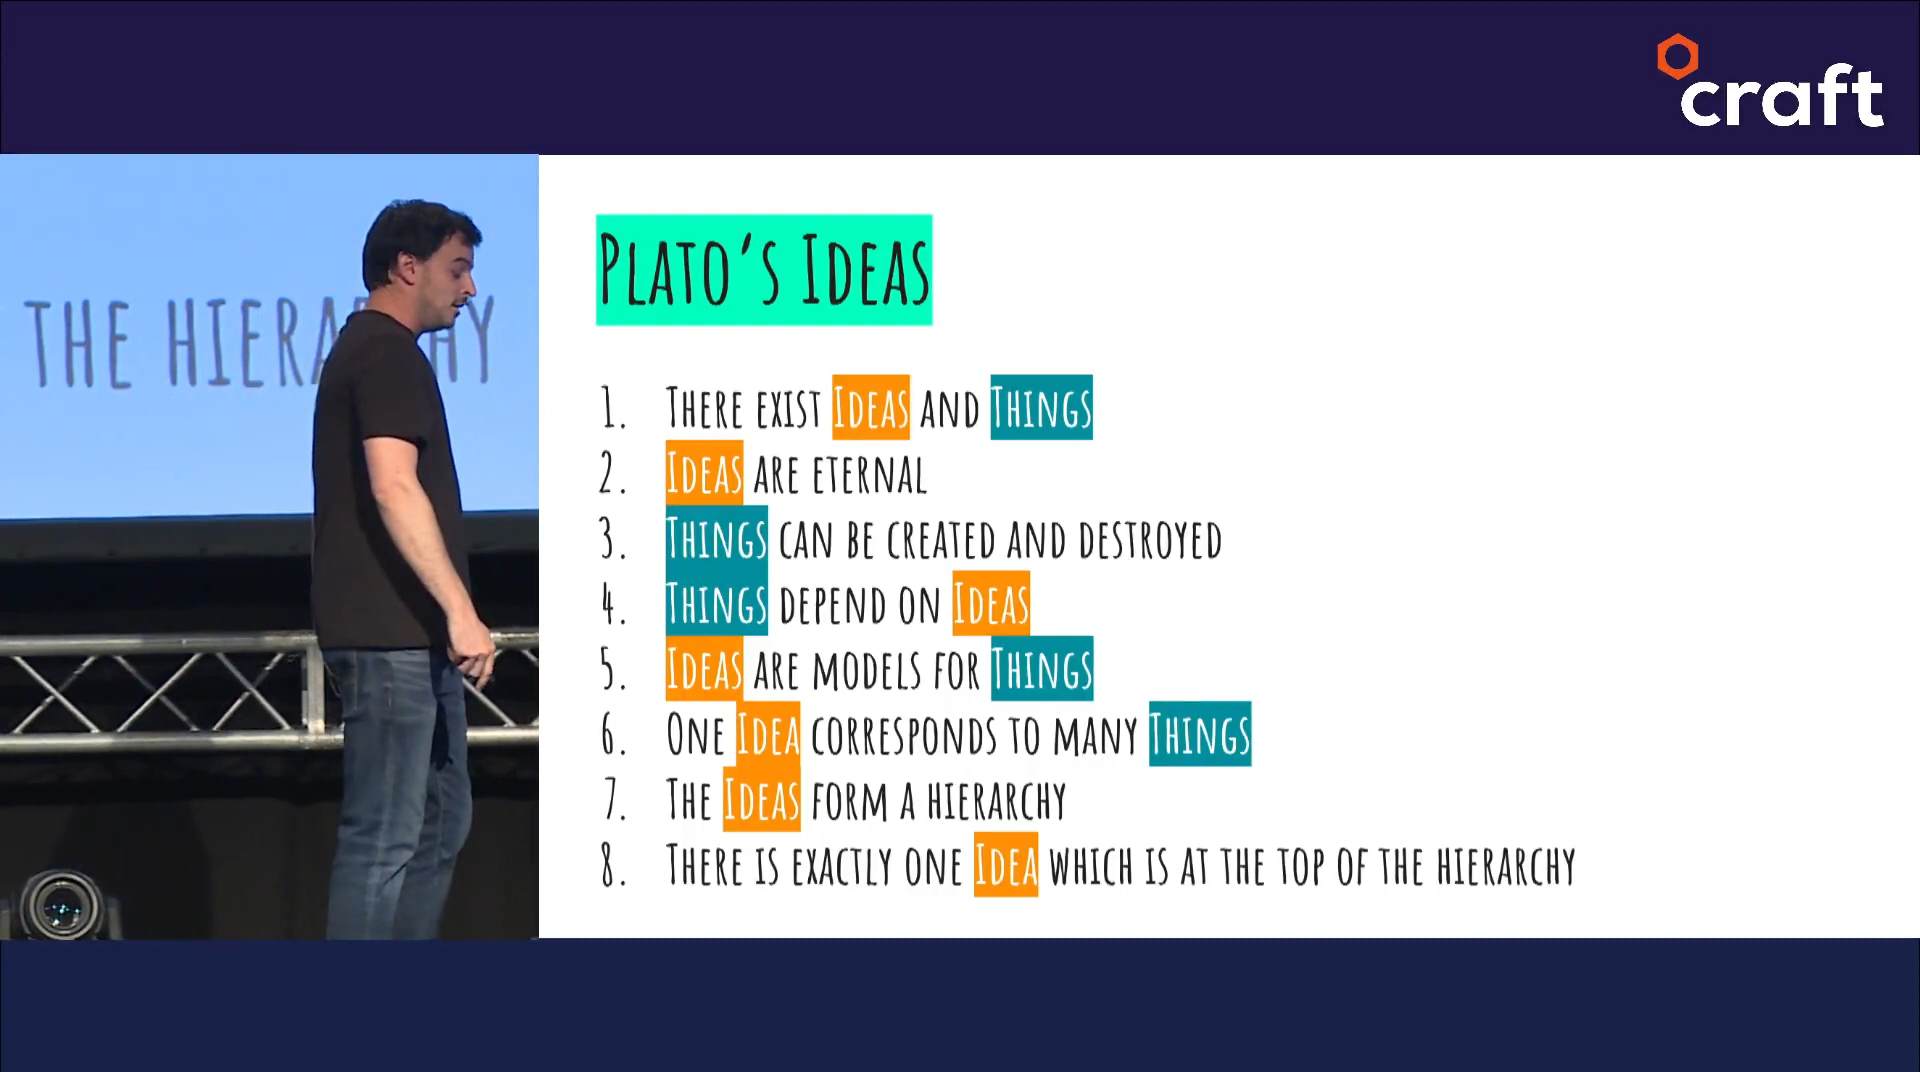 craft
THE HIERA HY
PLATO'S IDEAS
1. THERE EXIST IDEAS AND THINGS
2. IDEAS ARE ETERNAL
3. THINGS CAN BE CREATED AND DESTROYED
4. THINGS DEPEND ON IDEAS
5. IDEAS ARE MODELS FOR THINGS
6. ONE IDEA CORRESPONDS TO MANY THINGS
7. THE IDEAS FORM A HIERARCHY
8. THERE IS EXACTLY ONE IDEA WHICH IS AT THE TOP OF THE HIERARCHY